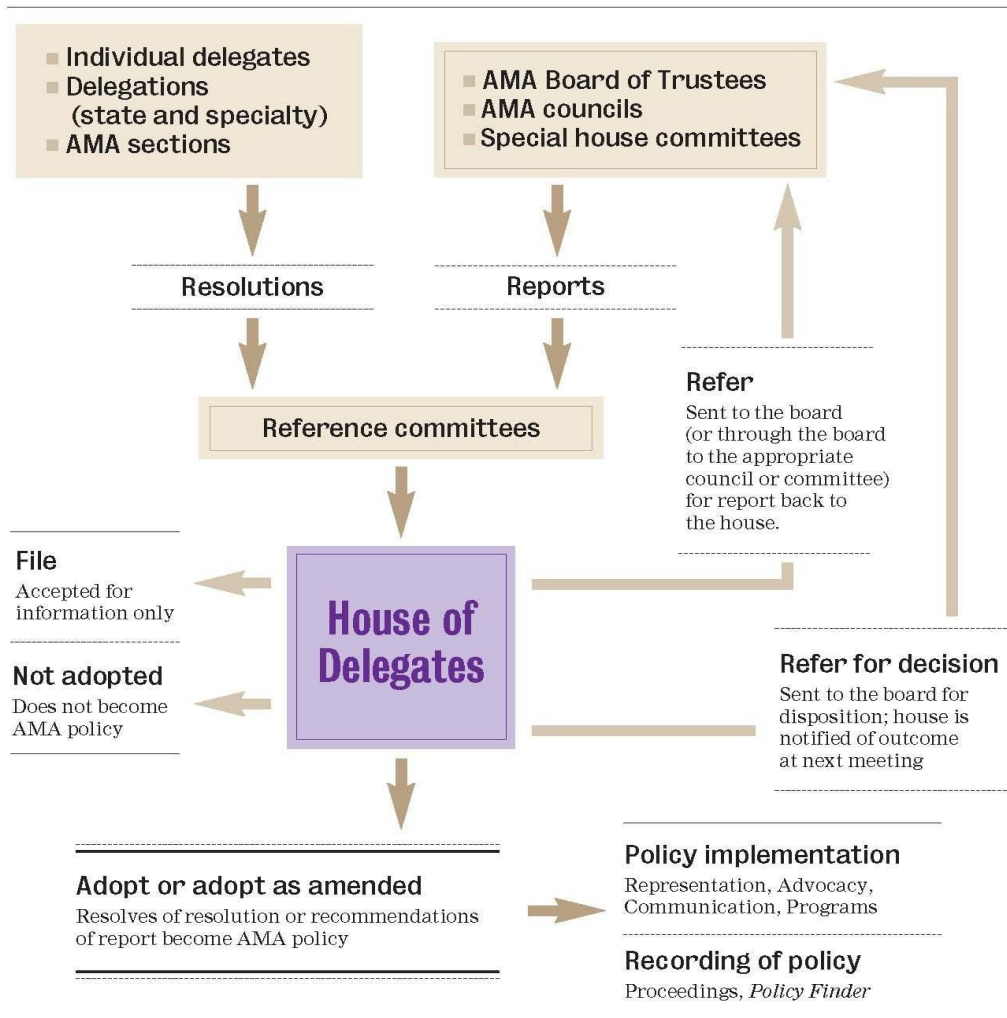 Individual delegates
Delegations
(state and specialty)
AMA sections
AMA Board of Trustees
AMA councils
Special house committees
Resolutions
Reports
Reference committees
Refer
Sent to the board
(or through the board
to the appropriate
council or committee)
for report back to
the house.
File
Accepted for
information only
Not adopted
Does not become
AMA policy
House of
Delegates
Refer for decision
Sent to the board for
disposition; house is
notified of outcome
at next meeting
Adopt or adopt as amended
Resolves of resolution or recommendations
of report become AMA policy
Policy implementation
Representation, Advocacy,
Communication, Programs
Recording of policy
Proceedings, Policy Finder